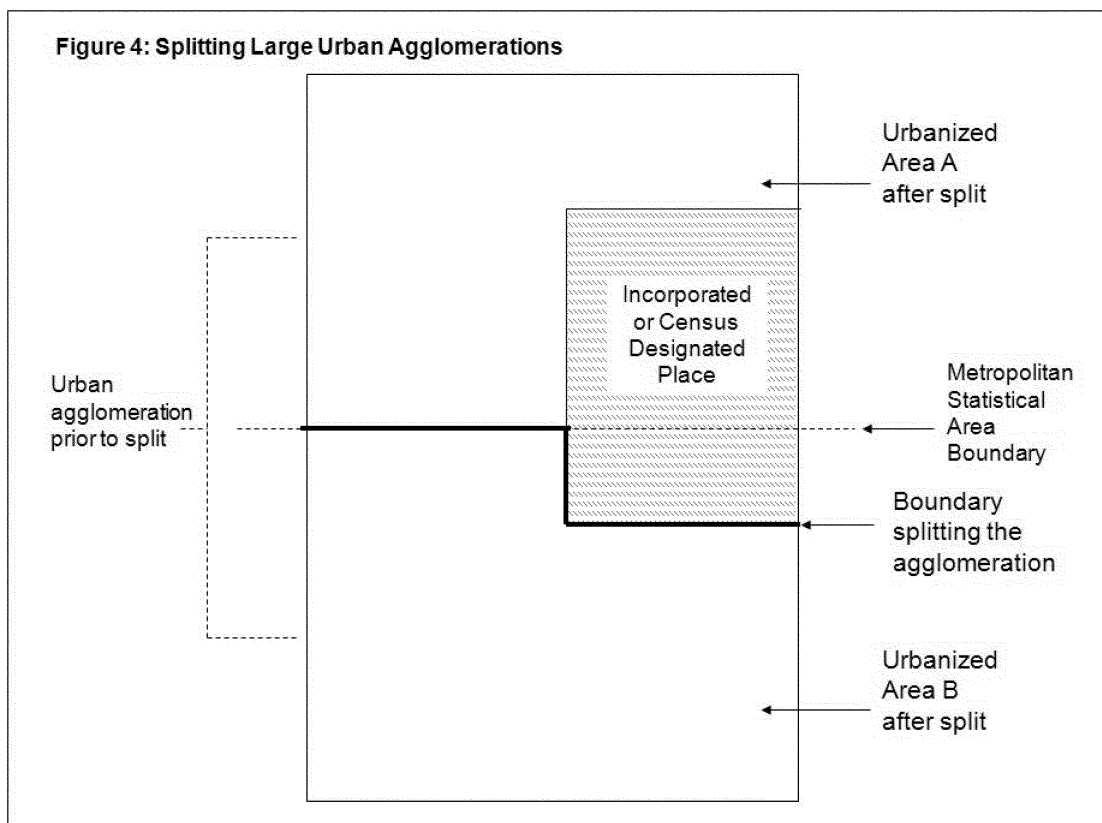 Figure 4: Splitting Large Urban Agglomerations
Urbanized
Area A
after split
Incorporated
or Census
Designated
Place
Urban
agglomeration
prior to split
Metropolitan
Statistical
Area
Boundary
Boundary
splitting the
agglomeration
Urbanized
Area B
after split